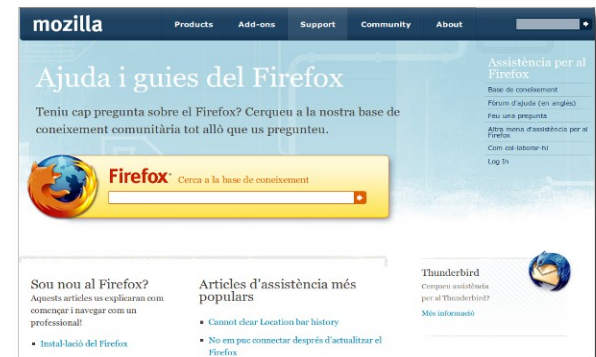 mozilla
Products Add-ons Support Community About
Ajuda i guies del Firefox
Teniu cap pregunta sobre el Firefox? Cerqueu a la nostra base de
coneixement comunitària tot allò que us pregunteu.
Firefox Cerca a la base de coneixement
Assistència per al
Firefox
Base de coneixement
Fòrum d'ajuda (en anglès)
Feu una pregunta
Altra mena d'assistència per al
Firefox
Com col·laborar-hi
Log In
Sou nou al Firefox?
Aquests articles us explicaran com
començar i navegar com un
professional!
Instal·lació del Firefox
Articles d'assistència més
populars
Cannot clear Location bar history
No em puc connectar després d'actualitzar el
Firefox
Thunderbird
Cerqueu assistència
per al Thunderbird?
Més informació